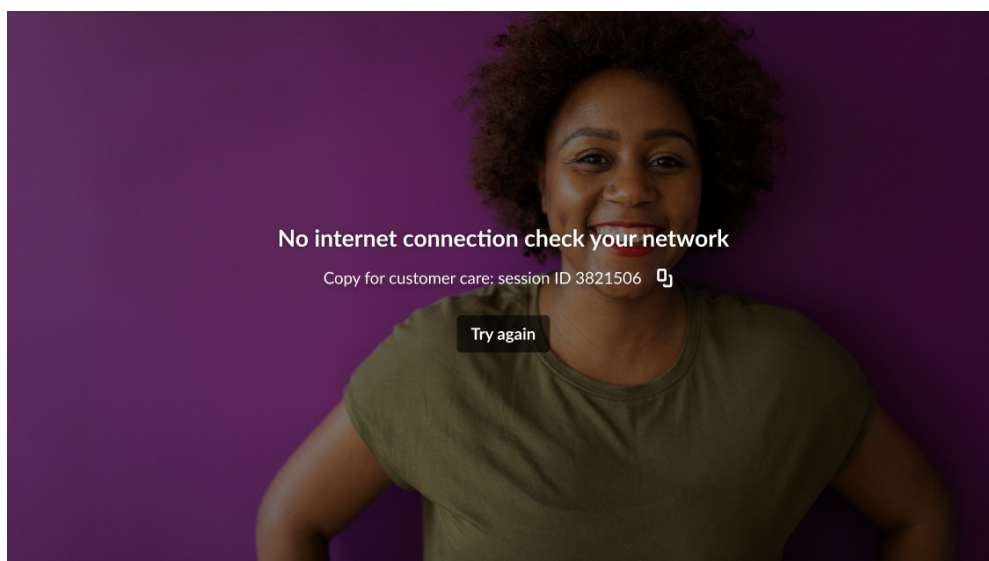 No internet connection check your network
Copy for customer care: session ID 3821506
Try again